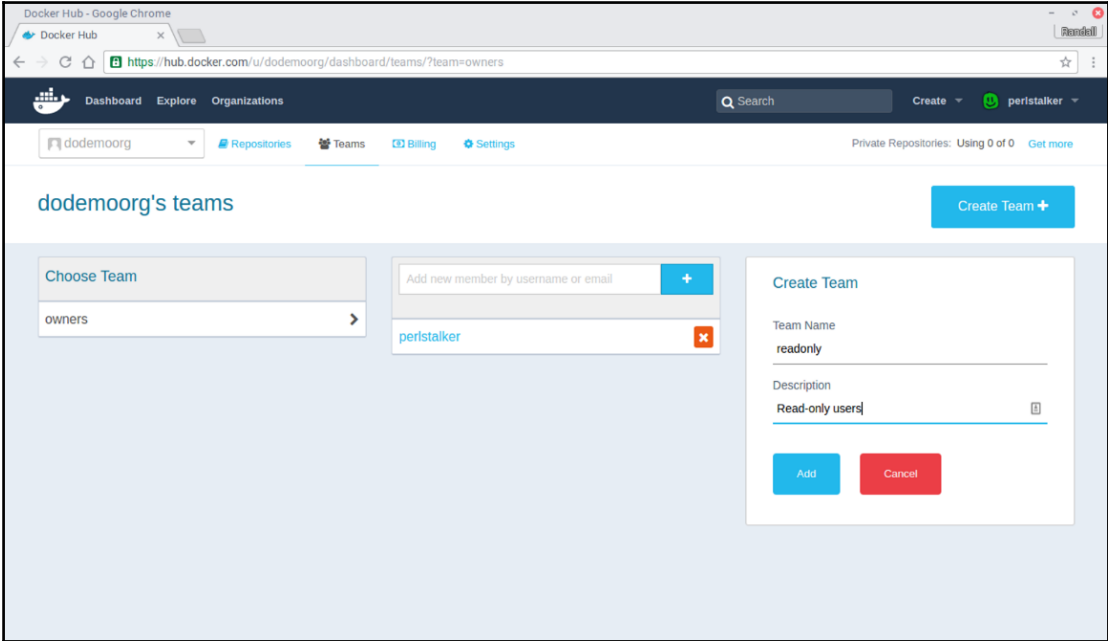 Docker Hub - Google Chrome
Docker Hub
Randall
https://hub.docker.com/u/dodemoorg/dashboard/teams/?team=owners
Dashboard Explore Organizations Search Create perlstalker
dodemoorg Repositories Teams Billing Settings Private Repositories: Using 0 of 0 Get more
dodemoorg's teams Create Team
Choose Team
owners
Add new member by username or email
perlstalker
Create Team
Team Name
readonly
Description
Read-only users
Add Cancel